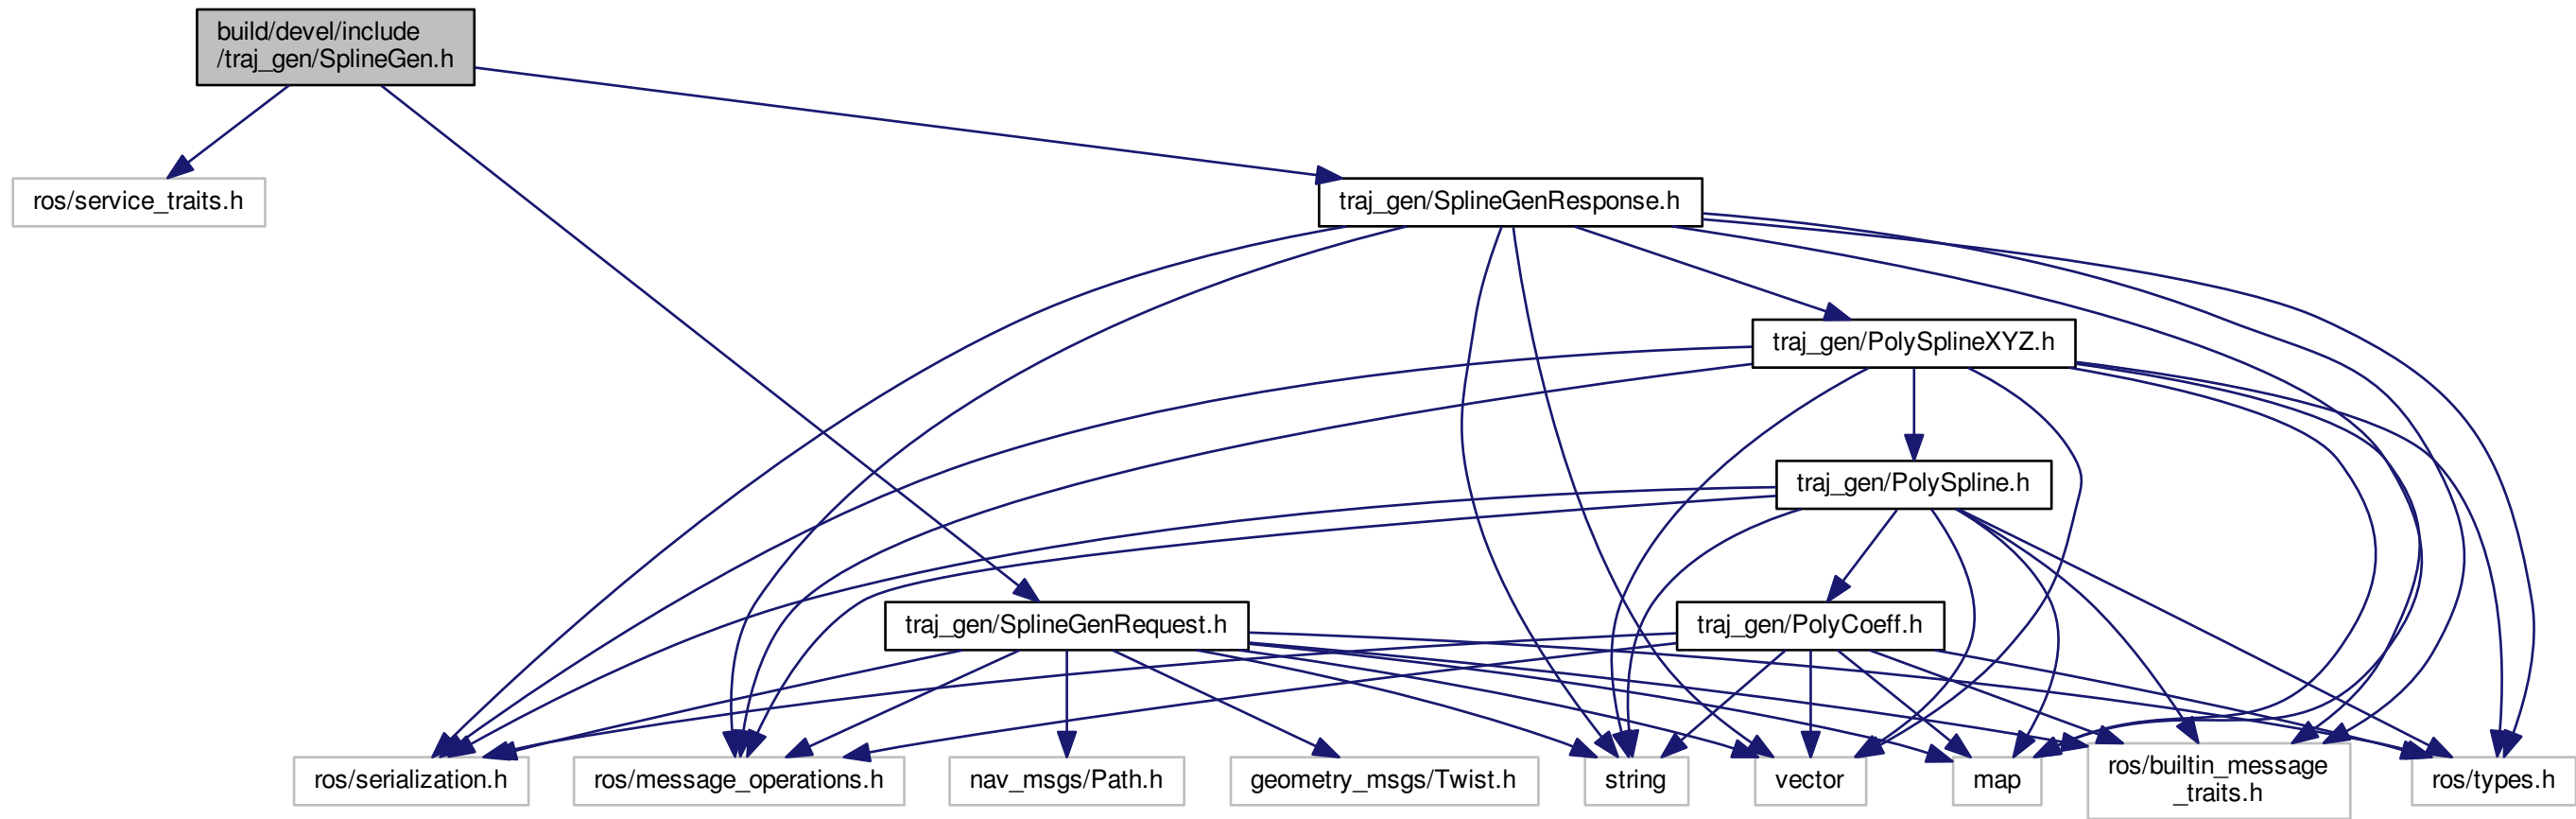 build/devel/include
/traj_gen/SplineGen.h
ros/service_traits.h
traj_gen/SplineGenResponse.h
traj_gen/PolySplineXYZ.h
traj_gen/PolySpline.h
traj_gen/SplineGenRequest.h
traj_gen/PolyCoeff.h
ros/serialization.h
ros/message_operations.h
nav_msgs/Path.h
geometry_msgs/Twist.h
string
vector
map
ros/builtin_message
_traits.h
ros/types.h